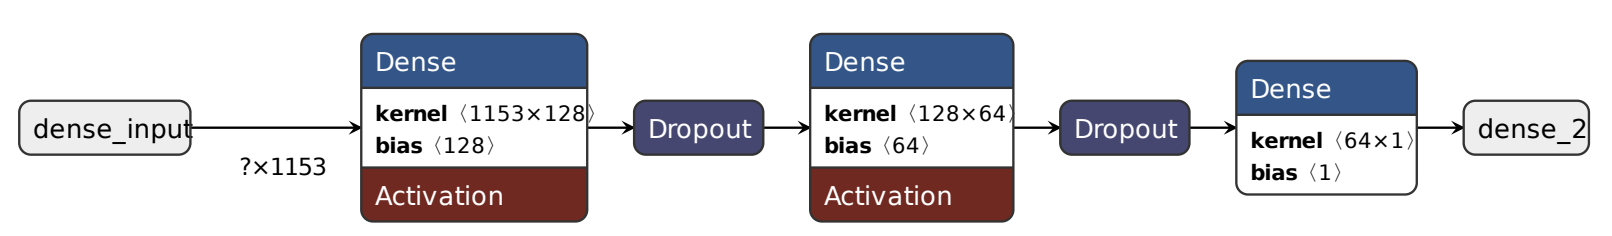 dense_input
?×1153
Dense
kernel 〈1153×128〉
bias 〈128〉
Activation
Dropout
Dense
kernel 〈128×64〉
bias 〈64〉
Activation
Dropout
Dense
kernel 〈64×1〉
bias 〈1〉
dense_2